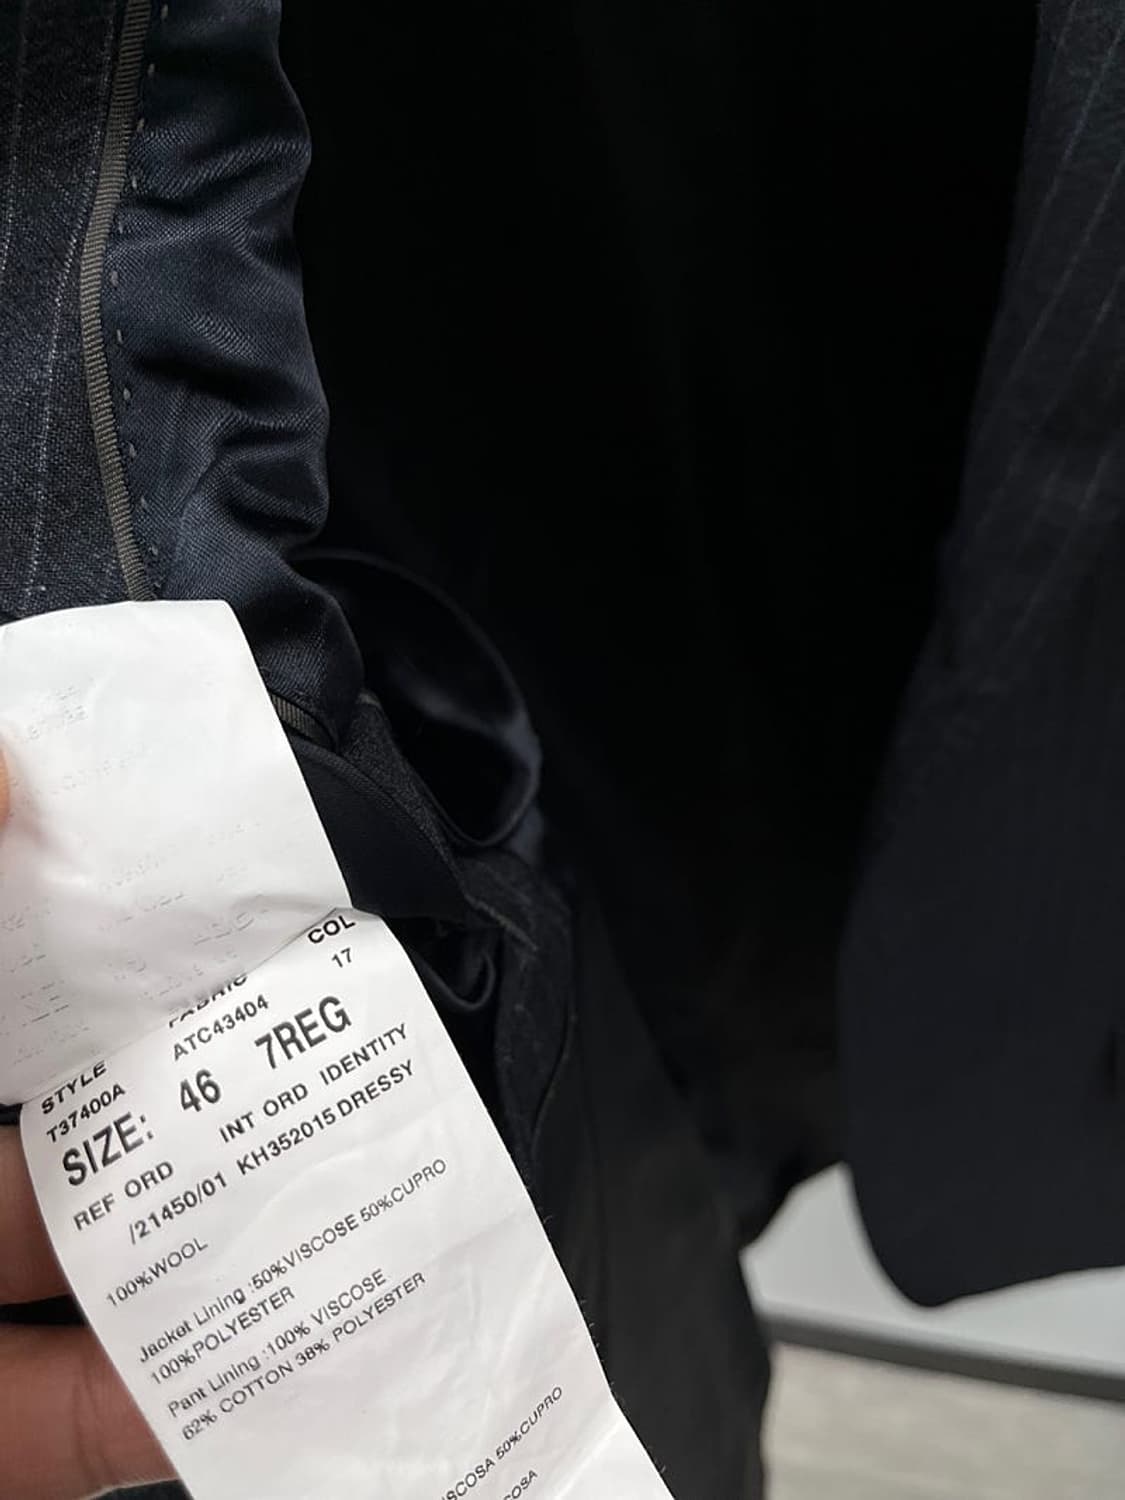 FABRIC COL
ATC43404 17
STYLE
T37400A
SIZE: 46 7REG
REF ORD INT ORD IDENTITY
/21450/01 KH352015 DRESSY
100%WOOL
Jacket Lining :50%VISCOSE 50%CUPRO
100%POLYESTER
Pant Lining :100% VISCOSE
62% COTTON 38% POLYESTER
50%CUPRO